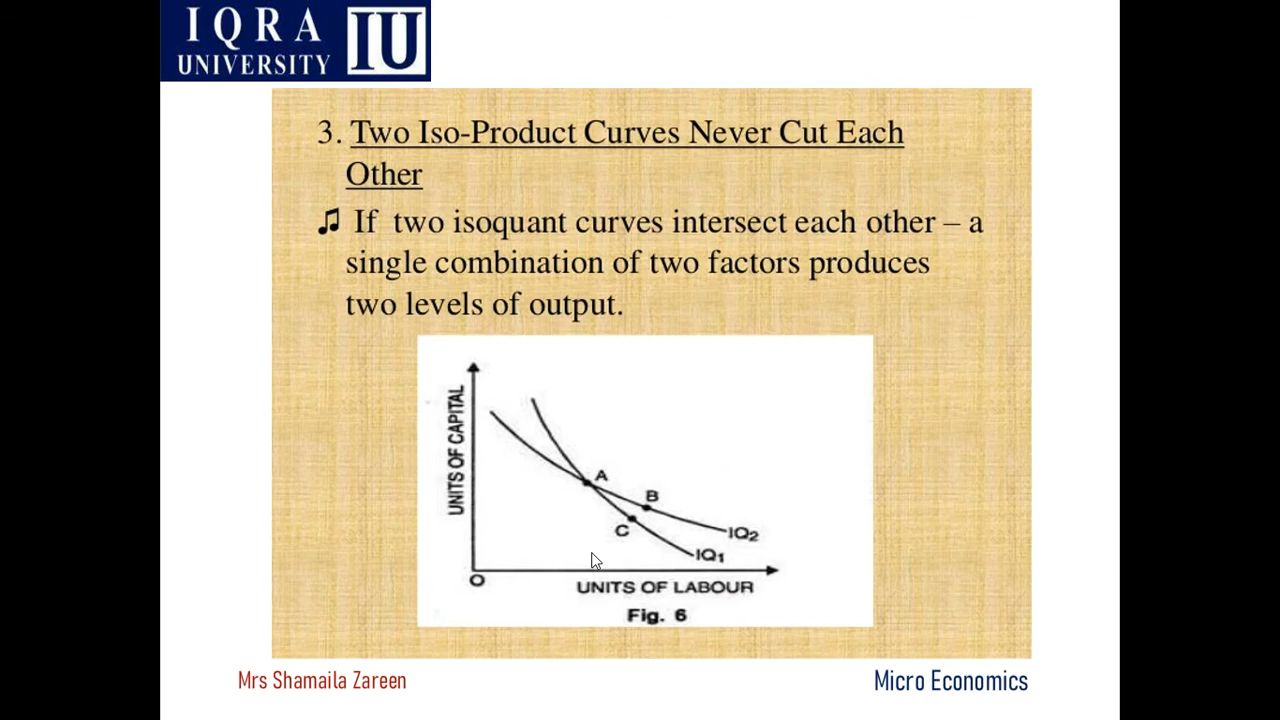 IQRA
UNIVERSITY IU
3. Two Iso-Product Curves Never Cut Each
Other
♫ If two isoquant curves intersect each other – a
single combination of two factors produces
two levels of output.
UNITS OF CAPITAL
A
B
C
IQ2
IQ1
O
UNITS OF LABOUR
Fig. 6
Mrs Shamaila Zareen
Micro Economics